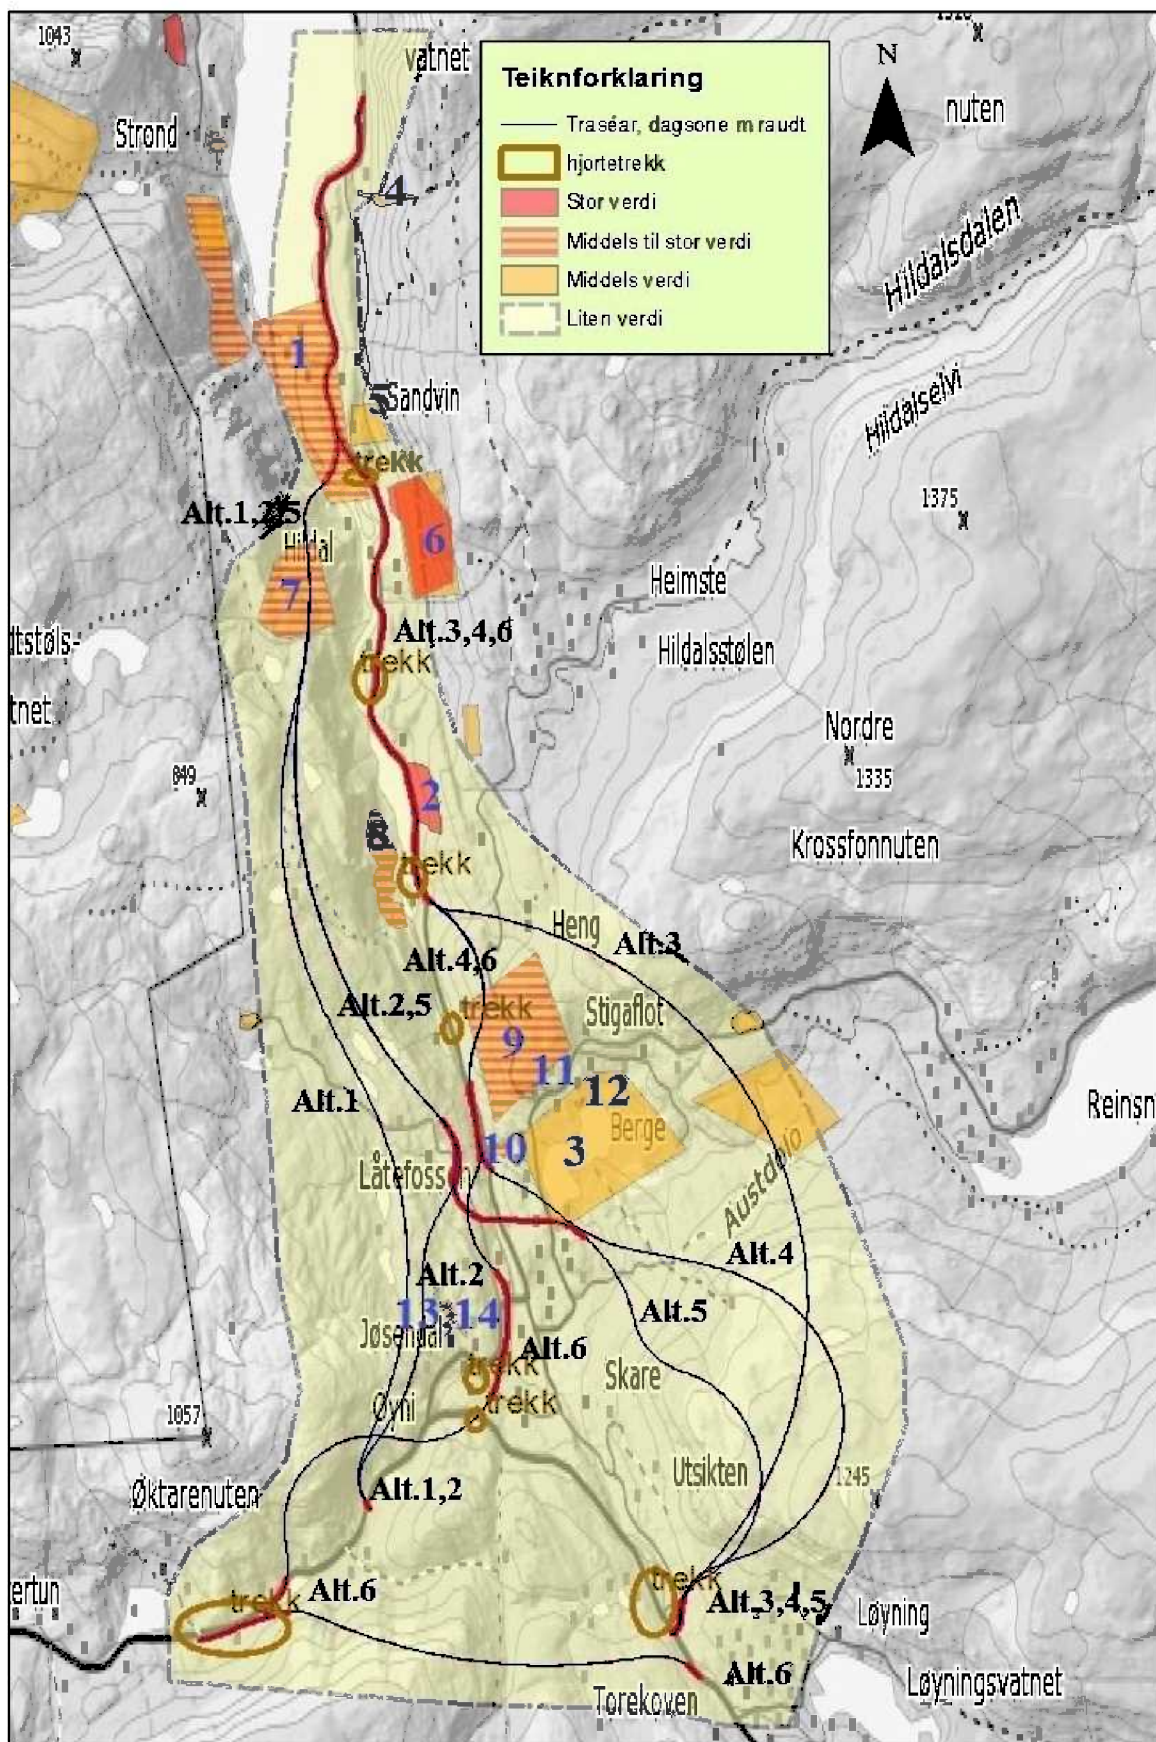 1043
vatnet
nuten
Strond
Teiknforklaring
Traséar, dagsone m raudt
hjortetrekk
Stor verdi
Middels til stor verdi
Middels verdi
Liten verdi
N
4
Hildalsdalen
1
5
Sandvin
Hildalselvi
trekk
1375
Alt.1,2,5
6
Hildal
7
Heimste
Alt.3,4,6
trekk
Hildalsstølen
tnet
Nordre
849
1335
2
8
Krossfonnuten
trekk
Heng
Alt.3
Alt.4,6
Alt.2,5
trekk
Stigaflot
9
11
12
Alt.1
Berge
Reinsn
10
3
Låtefossen
Austdølo
Alt.4
Alt.2
13
14
Alt.5
Jøsendal
Alt.6
trekk
Skare
trekk
1057
Øyni
Utsikten
1245
Øktarenuten
Alt.1,2
ertun
Alt.6
trekk
trekk
Alt,3,4,5
Løyning
Alt.6
Løyningsvatnet
Torekoven